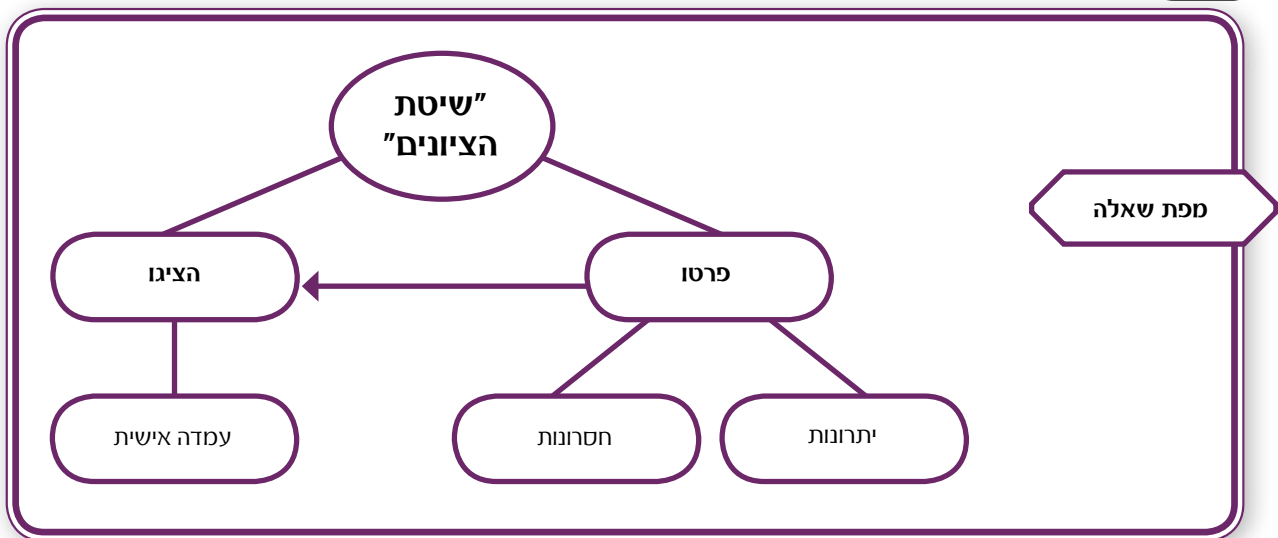 "שיטת
הציונים"
מפת שאלה
פרטו
הציגו
יתרונות
חסרונות
עמדה אישית